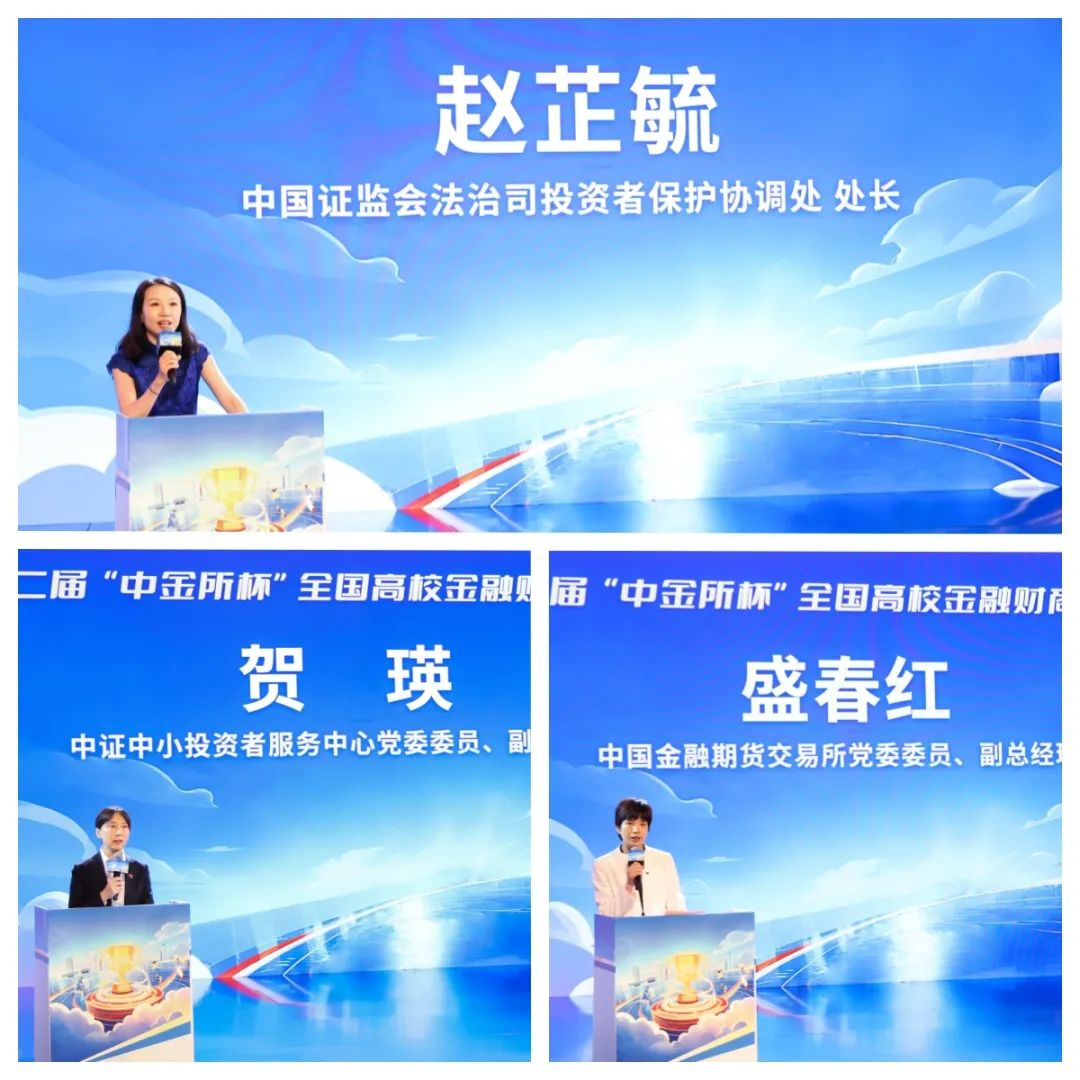 赵芷毓
中国证监会法治司投资者保护协调处 处长
二届“中金所杯”全国高校金融财
贺 瑛
中证中小投资者服务中心党委委员、副
届“中金所杯”全国高校金融财商
盛春红
中国金融期货交易所党委委员、副总经理